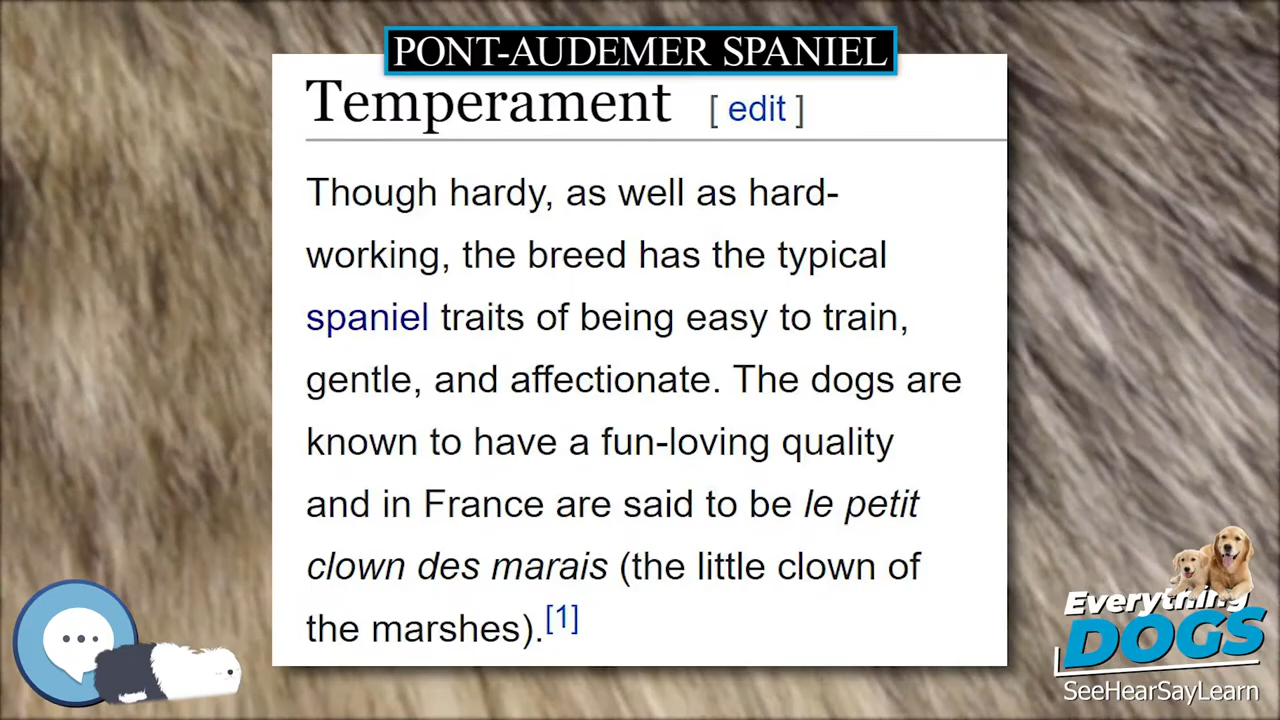 PONT-AUDEMER SPANIEL
Temperament [ edit ]
Though hardy, as well as hard-
working, the breed has the typical
spaniel traits of being easy to train,
gentle, and affectionate. The dogs are
known to have a fun-loving quality
and in France are said to be le petit
clown des marais (the little clown of
the marshes).[1]
Everything
DOGS
SeeHearSayLearn